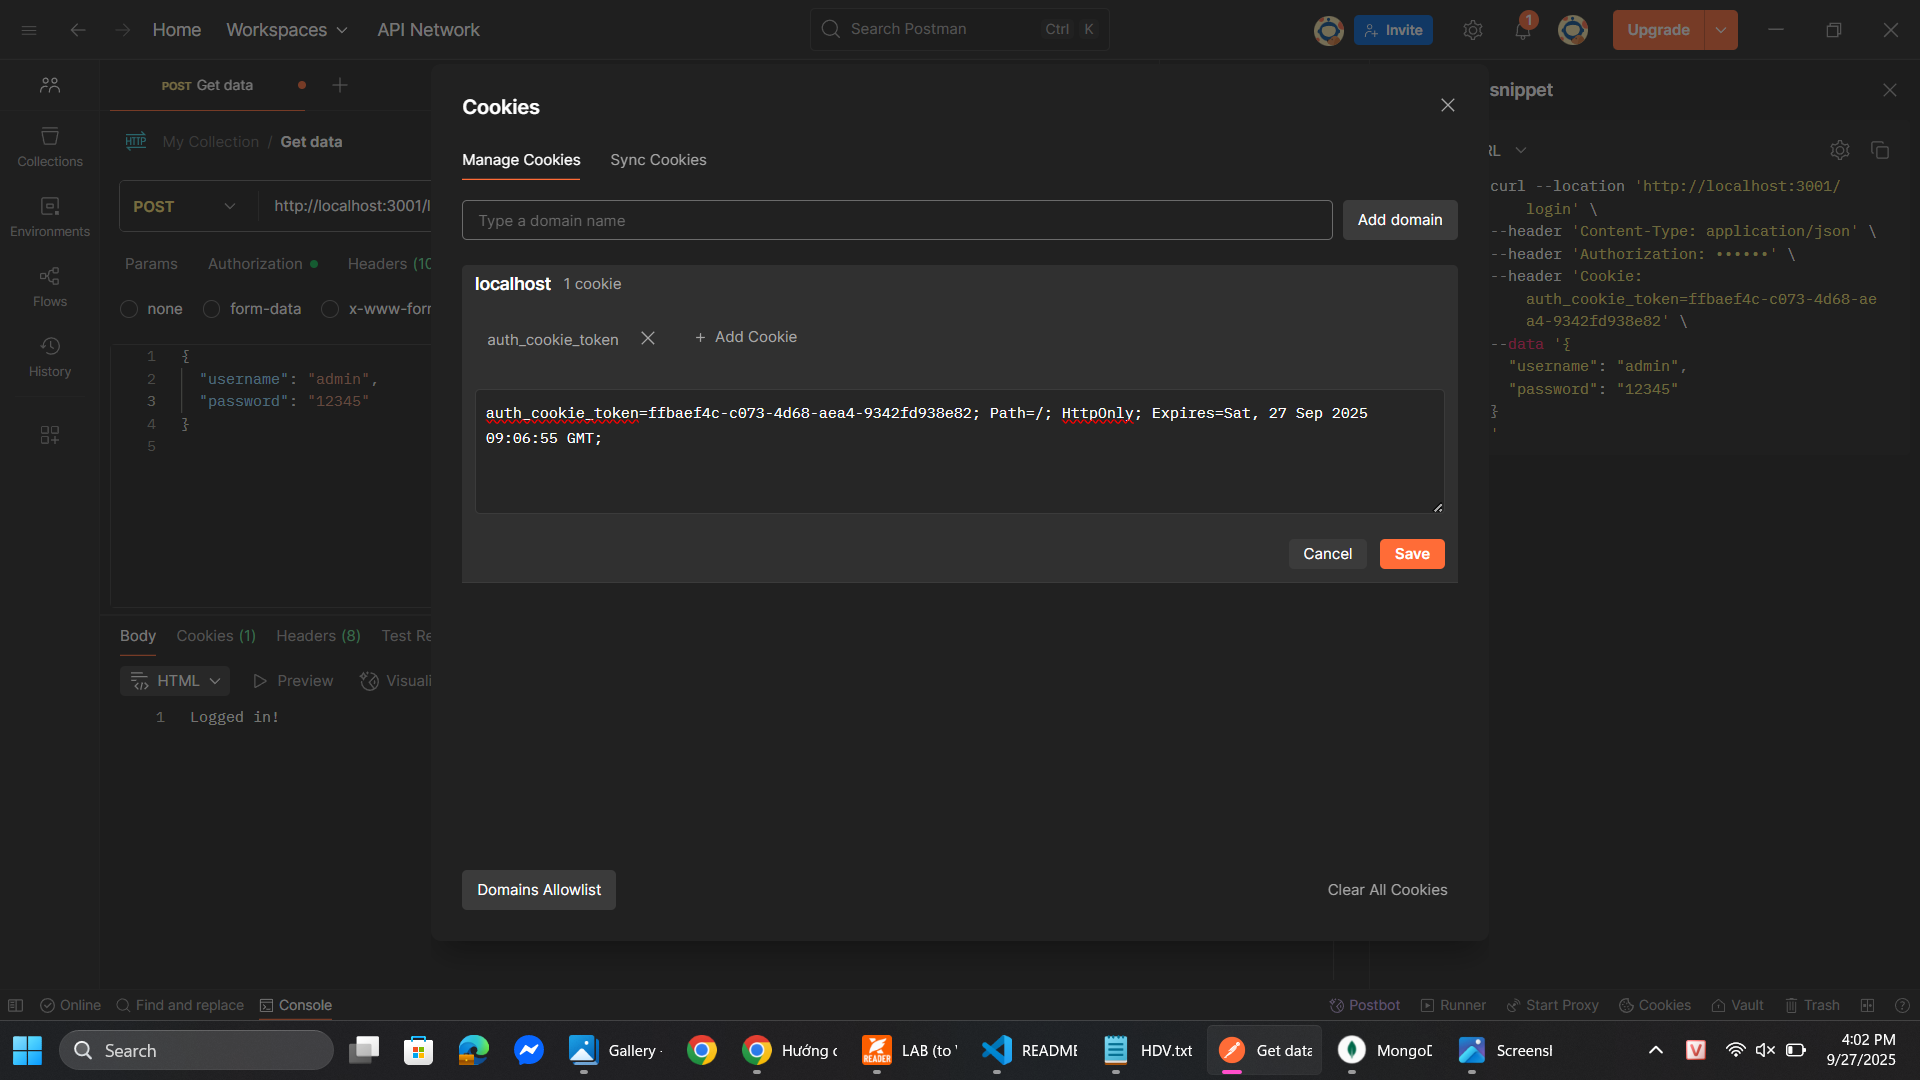 Home
Workspaces
API Network
Search Postman
Ctrl
K
Invite
1
Upgrade
POST Get data
Collections
Environments
Flows
History
HTTP
My Collection / Get data
POST
http://localhost:3001/l
Params
Authorization
Headers (10
none
form-data
x-www-forr
1 {
2 "username": "admin",
3 "password": "12345"
4 }
5
Body
Cookies (1)
Headers (8)
Test Re
HTML
Preview
Visuali
1 Logged in!
Cookies
Manage Cookies
Sync Cookies
Type a domain name
Add domain
localhost 1 cookie
auth_cookie_token
+ Add Cookie
auth_cookie_token=ffbaef4c-c073-4d68-aea4-9342fd938e82; Path=/; HttpOnly; Expires=Sat, 27 Sep 2025
09:06:55 GMT;
Cancel
Save
Domains Allowlist
Clear All Cookies
snippet
RL
curl --location 'http://localhost:3001/
login' \
--header 'Content-Type: application/json' \
--header 'Authorization: ••••••' \
--header 'Cookie:
auth_cookie_token=ffbaef4c-c073-4d68-ae
a4-9342fd938e82' \
--data '{
"username": "admin",
"password": "12345"
}
'
Online
Find and replace
Console
Postbot
Runner
Start Proxy
Cookies
Vault
Trash
Search
Gallery -
Hướng c
READER
LAB (to \
README
HDV.txt
Get data
MongoD
Screensl
V
4:02 PM
9/27/2025